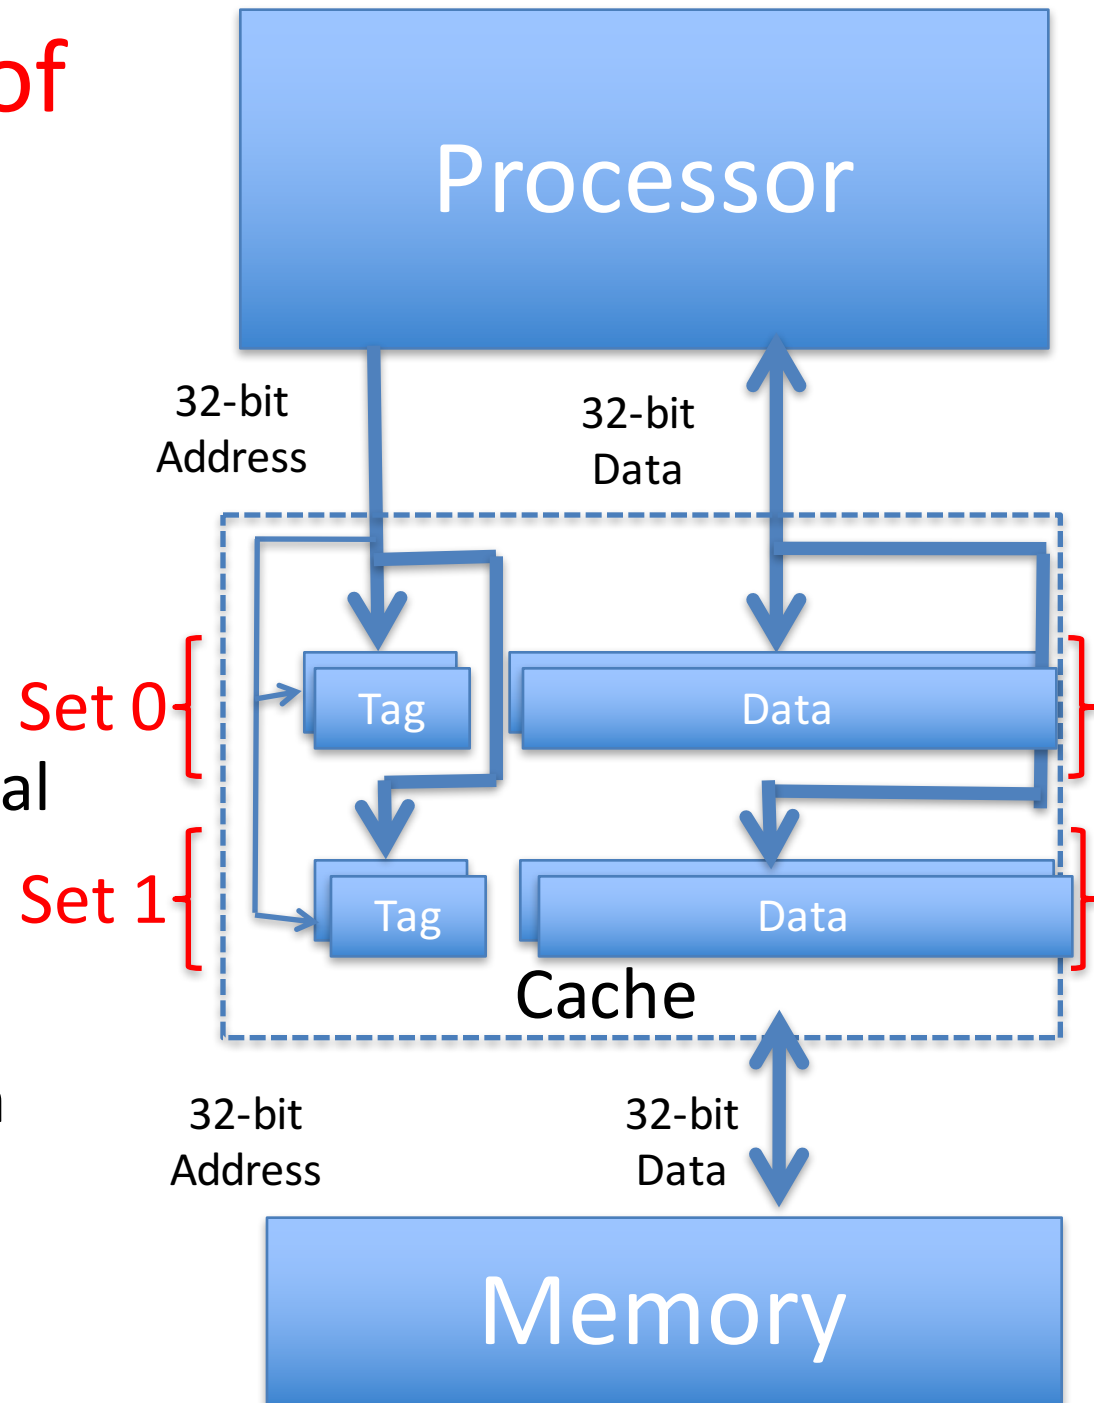 of
Processor
32-bit
Address
32-bit
Data
Set 0
Tag
Data
al
Set 1
Tag
Data
Cache
32-bit
Address
32-bit
Data
Memory